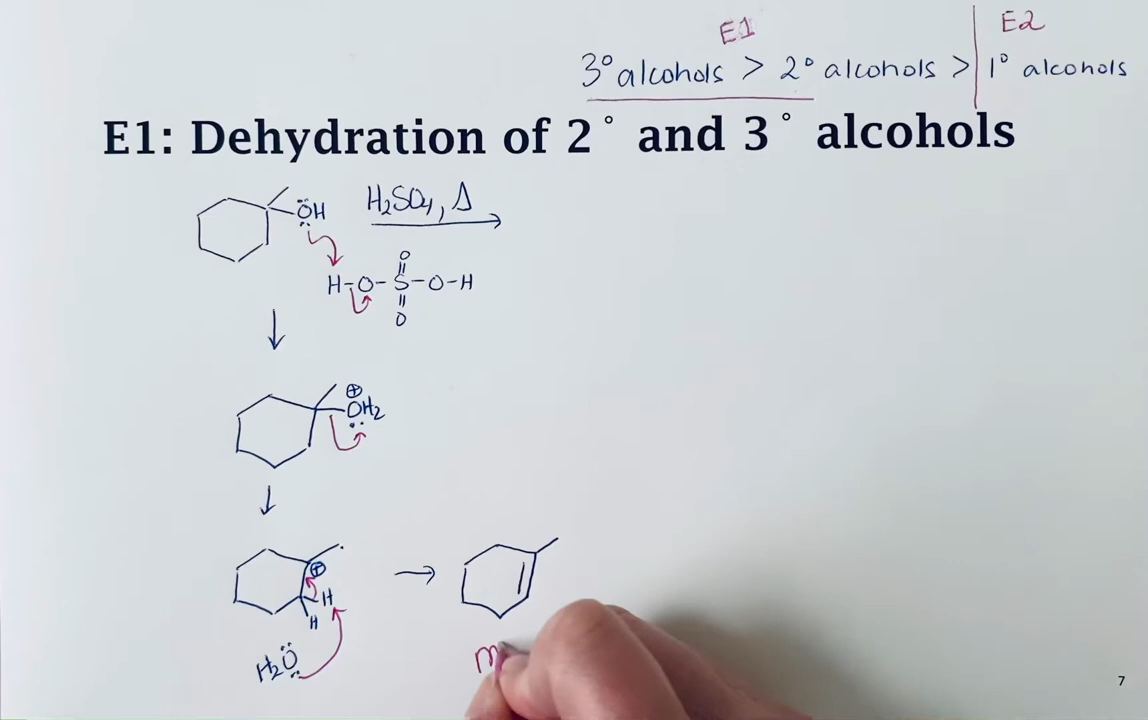 E1
E2
3° alcohols > 2° alcohols > 1° alcohols
E1: Dehydration of 2° and 3° alcohols
H₂SO₄, Δ
ÖH
O
H-O-S-O-H
O
⊕
OH₂
⊕
H
H
H₂Ö
m
7